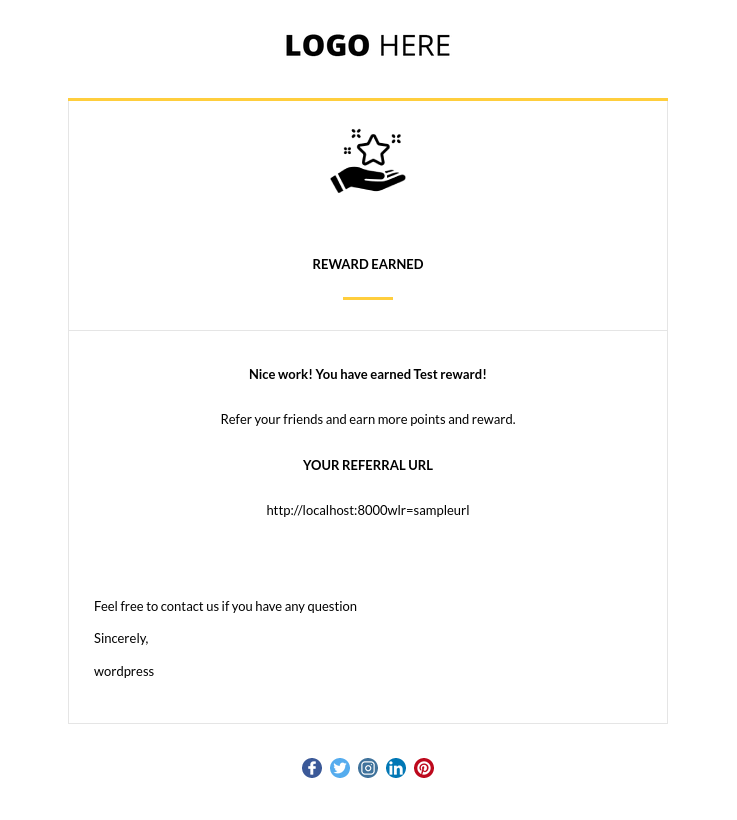 LOGO HERE
REWARD EARNED
Nice work! You have earned Test reward!
Refer your friends and earn more points and reward.
YOUR REFERRAL URL
http://localhost:8000wlr=sampleurl
Feel free to contact us if you have any question
Sincerely,
wordpress